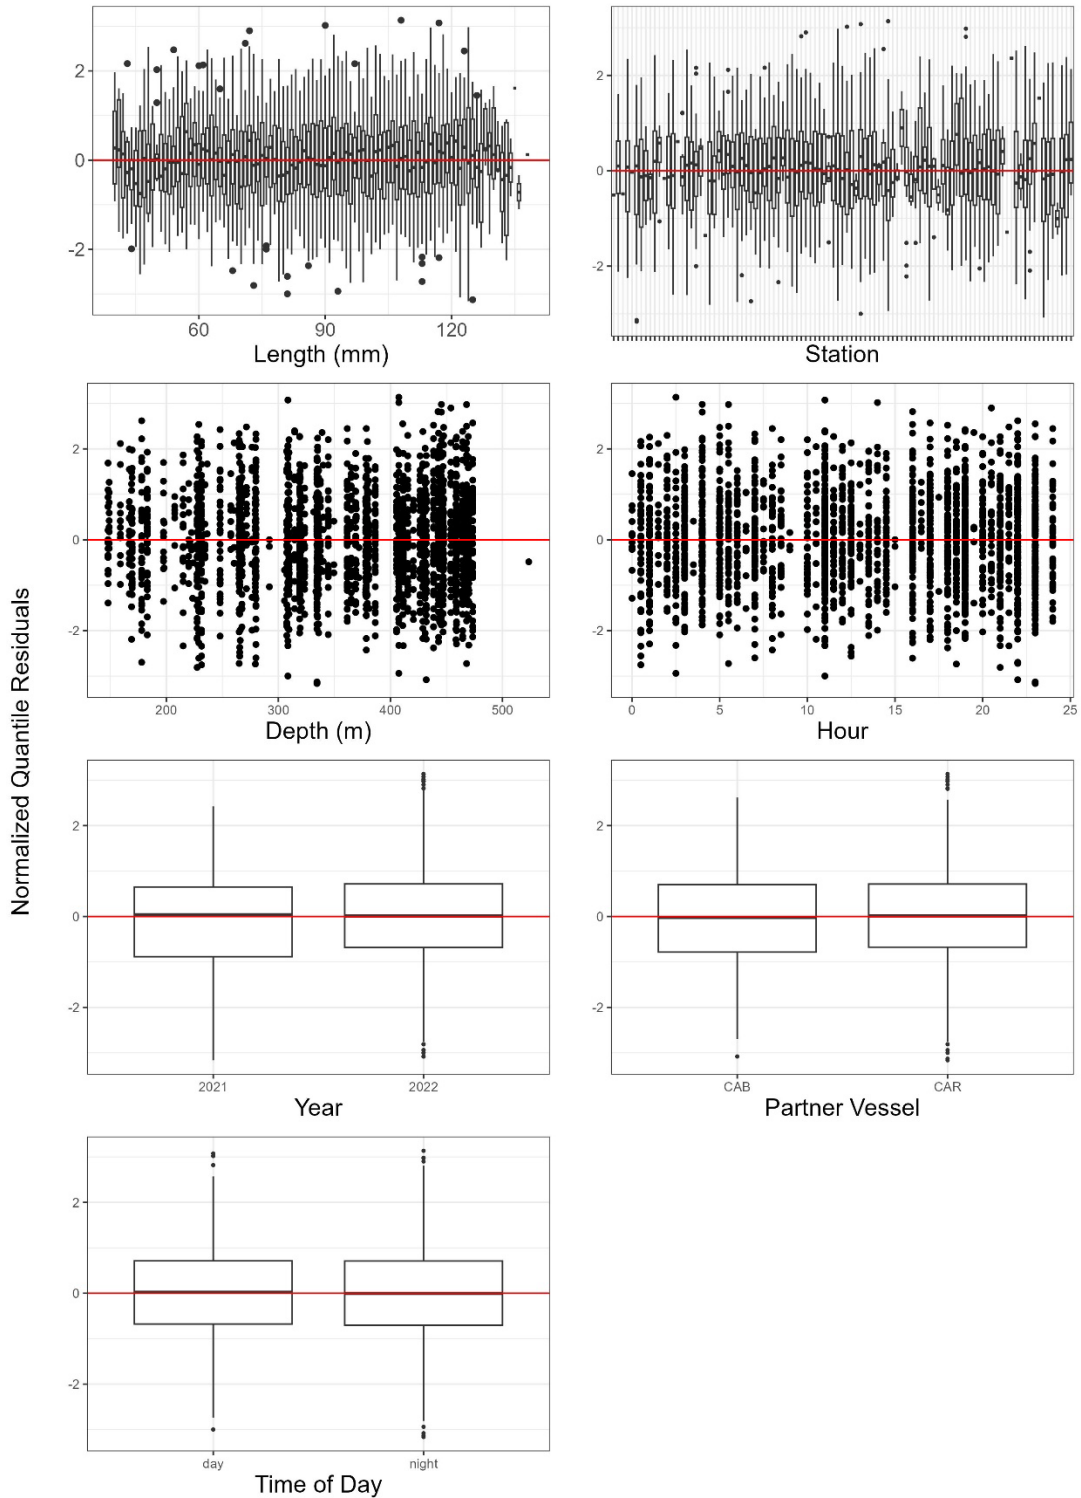 Normalized Quantile Residuals
2
0
-2
60 90 120
Length (mm)
2
0
-2
Station
2
0
-2
200 300 400 500
Depth (m)
2
0
-2
0 5 10 15 20 25
Hour
2
0
-2
2021 2022
Year
2
0
-2
CAB CAR
Partner Vessel
2
0
-2
day night
Time of Day